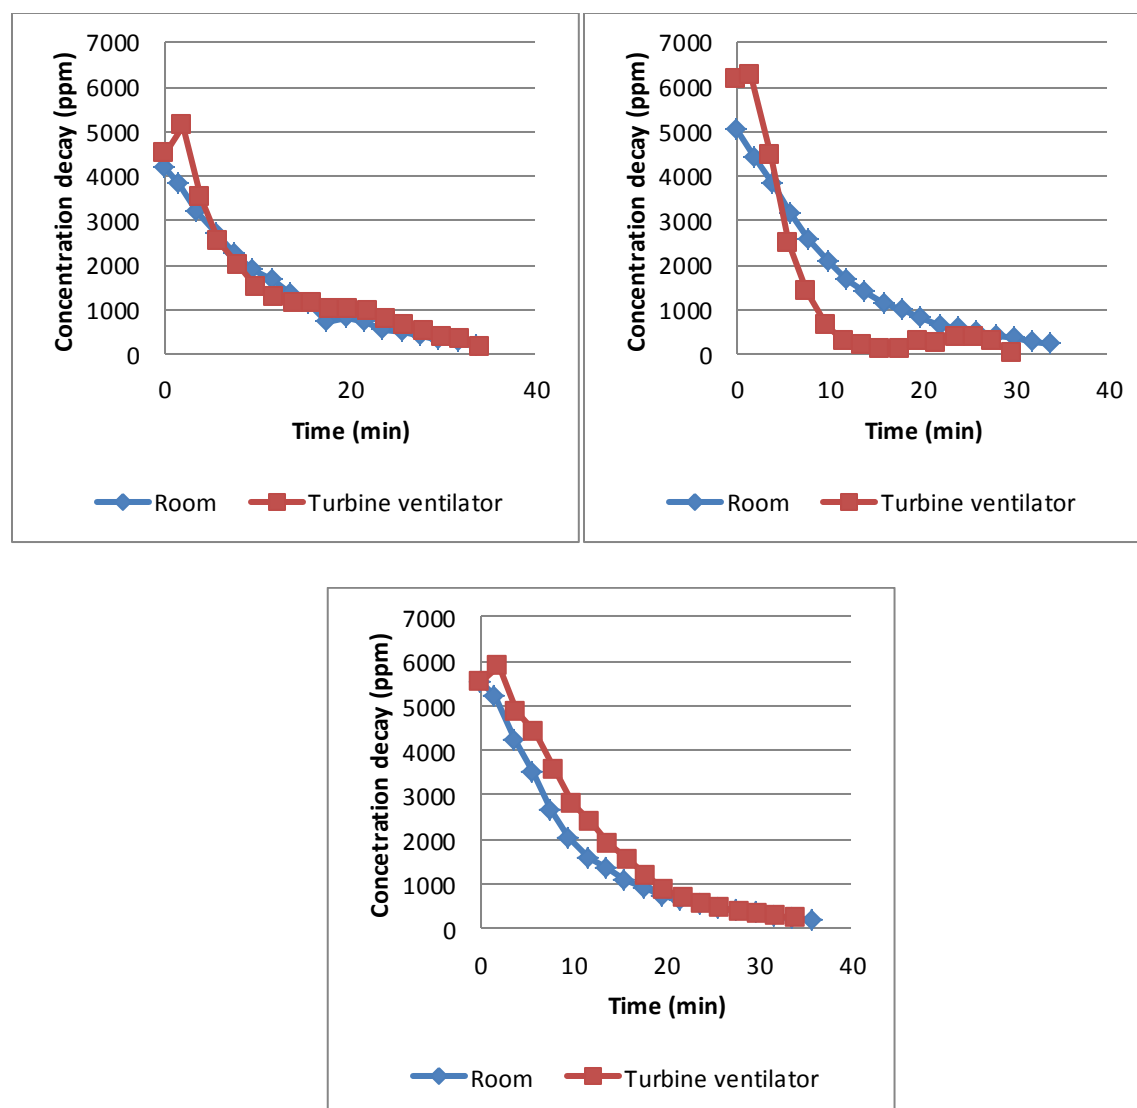 Concentration decay (ppm)
7000
6000
5000
4000
3000
2000
1000
0
0 20 40
Time (min)
Room Turbine ventilator
Concentration decay (ppm)
7000
6000
5000
4000
3000
2000
1000
0
0 10 20 30 40
Time (min)
Room Turbine ventilator
Concetration decay (ppm)
7000
6000
5000
4000
3000
2000
1000
0
0 10 20 30 40
Time (min)
Room Turbine ventilator